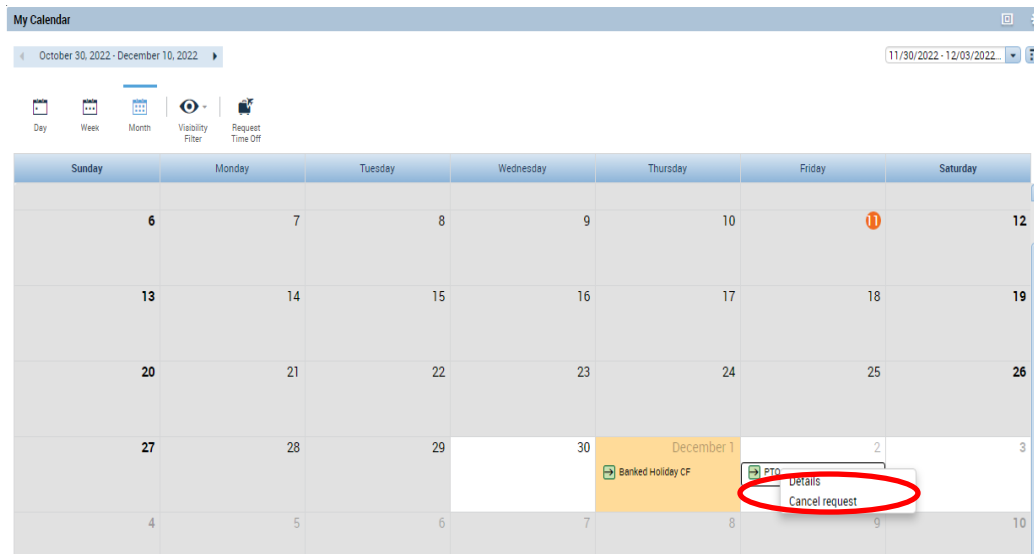 My Calendar
October 30, 2022 - December 10, 2022
11/30/2022 - 12/03/2022...
Day Week Month Visibility Filter Request Time Off
Sunday Monday Tuesday Wednesday Thursday Friday Saturday
6 7 8 9 10 11 12
13 14 15 16 17 18 19
20 21 22 23 24 25 26
27 28 29 30 December 1 2 3
Banked Holiday CF PTO
Details
Cancel request
4 5 6 7 8 9 10